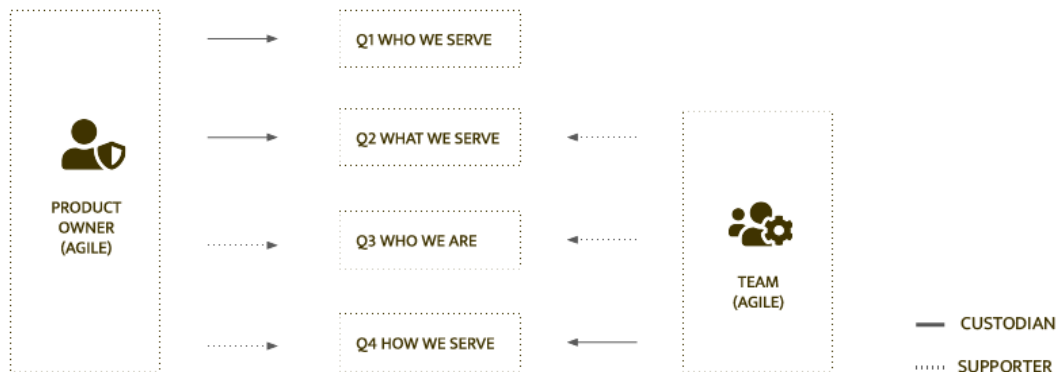 Q1 WHO WE SERVE
Q2 WHAT WE SERVE
PRODUCT
OWNER
(AGILE)
Q3 WHO WE ARE
TEAM
(AGILE)
Q4 HOW WE SERVE
CUSTODIAN
SUPPORTER